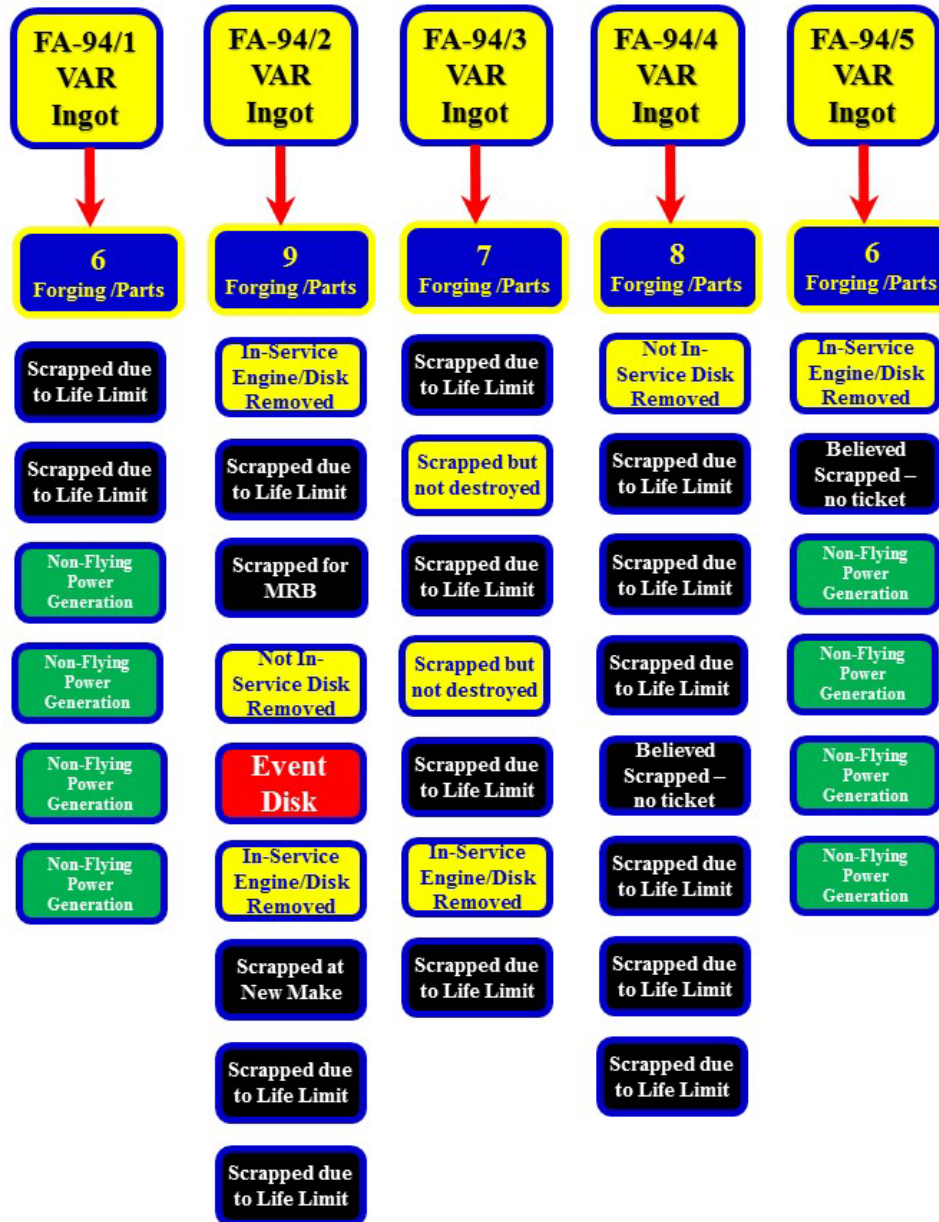 FA-94/1
VAR
Ingot
6
Forging /Parts
Scrapped due
to Life Limit
Scrapped due
to Life Limit
Non-Flying
Power
Generation
Non-Flying
Power
Generation
Non-Flying
Power
Generation
Non-Flying
Power
Generation
FA-94/2
VAR
Ingot
9
Forging /Parts
In-Service
Engine/Disk
Removed
Scrapped due
to Life Limit
Scrapped for
MRB
Not In-
Service Disk
Removed
Event
Disk
In-Service
Engine/Disk
Removed
Scrapped at
New Make
Scrapped due
to Life Limit
Scrapped due
to Life Limit
FA-94/3
VAR
Ingot
7
Forging /Parts
Scrapped due
to Life Limit
Scrapped but
not destroyed
Scrapped due
to Life Limit
Scrapped but
not destroyed
Scrapped due
to Life Limit
In-Service
Engine/Disk
Removed
Scrapped due
to Life Limit
FA-94/4
VAR
Ingot
8
Forging /Parts
Not In-
Service Disk
Removed
Scrapped due
to Life Limit
Scrapped due
to Life Limit
Scrapped due
to Life Limit
Believed
Scrapped –
no ticket
Scrapped due
to Life Limit
Scrapped due
to Life Limit
Scrapped due
to Life Limit
FA-94/5
VAR
Ingot
6
Forging /Parts
In-Service
Engine/Disk
Removed
Believed
Scrapped –
no ticket
Non-Flying
Power
Generation
Non-Flying
Power
Generation
Non-Flying
Power
Generation
Non-Flying
Power
Generation